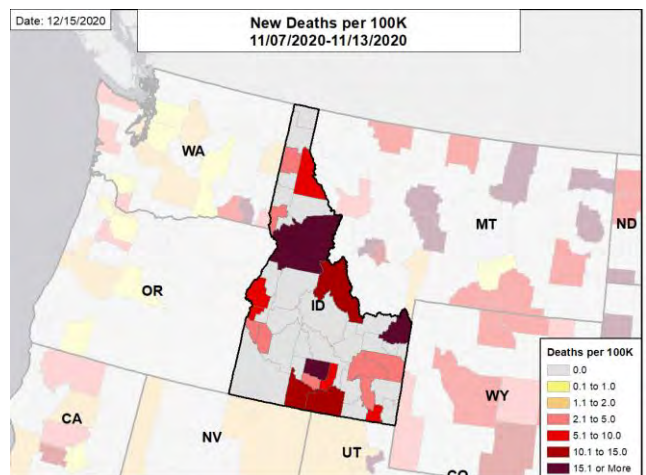 Date: 12/15/2020
New Deaths per 100K
11/07/2020-11/13/2020
WA
MT
ND
OR
ID
WY
CA
NV
UT
CO
Deaths per 100K
0.0
0.1 to 1.0
1.1 to 2.0
2.1 to 5.0
5.1 to 10.0
10.1 to 15.0
15.1 or More